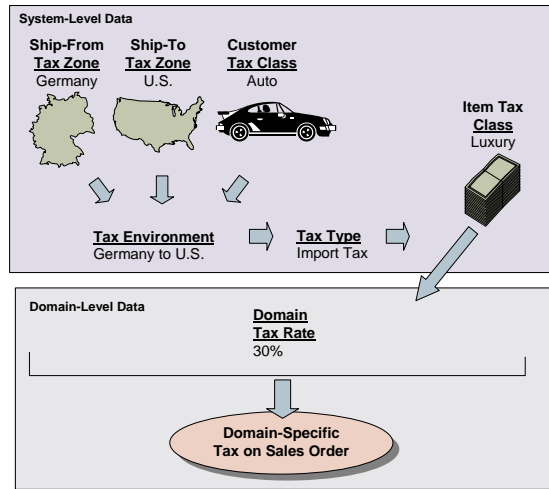 System-Level Data
Ship-From
Tax Zone
Germany
Ship-To
Tax Zone
U.S.
Customer
Tax Class
Auto
Item Tax
Class
Luxury
Tax Environment
Germany to U.S.
Tax Type
Import Tax
Domain-Level Data
Domain
Tax Rate
30%
Domain-Specific
Tax on Sales Order